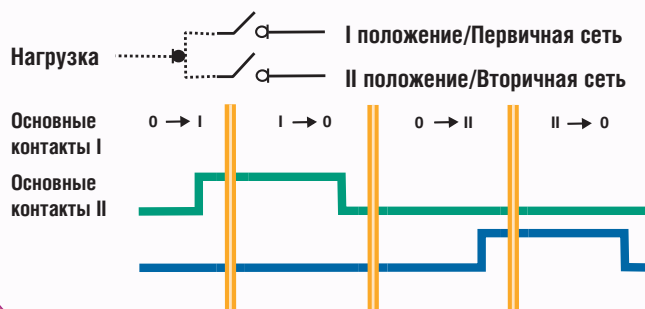 I положение/Первичная сеть
Нагрузка
II положение/Вторичная сеть
Основные контакты I
0 → I
I → 0
0 → II
II → 0
Основные контакты II